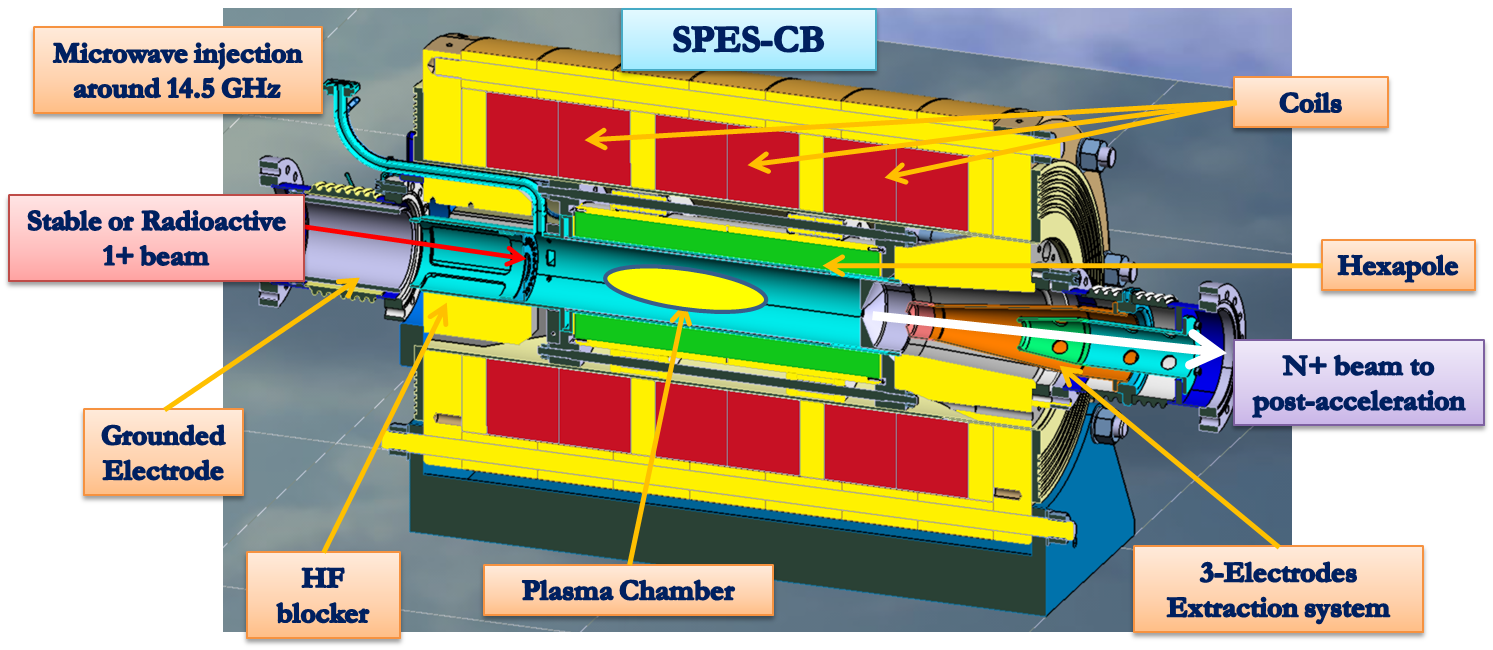 SPES-CB
Microwave injection
around 14.5 GHz
Coils
Stable or Radioactive
1+ beam
Hexapole
N+ beam to
post-acceleration
Grounded
Electrode
HF
blocker
Plasma Chamber
3-Electrodes
Extraction system